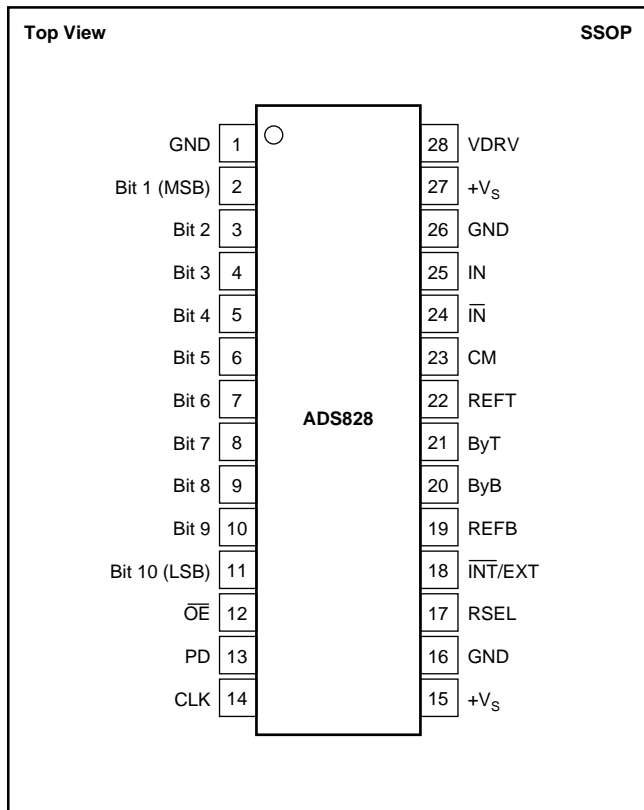 Top View SSOP
GND 1 28 VDRV
Bit 1 (MSB) 2 27 +VS
Bit 2 3 26 GND
Bit 3 4 25 IN
Bit 4 5 24 I̅N̅
Bit 5 6 23 CM
Bit 6 7 22 REFT
ADS828
Bit 7 8 21 ByT
Bit 8 9 20 ByB
Bit 9 10 19 REFB
Bit 10 (LSB) 11 18 I̅N̅T̅/EXT
O̅E̅ 12 17 RSEL
PD 13 16 GND
CLK 14 15 +VS